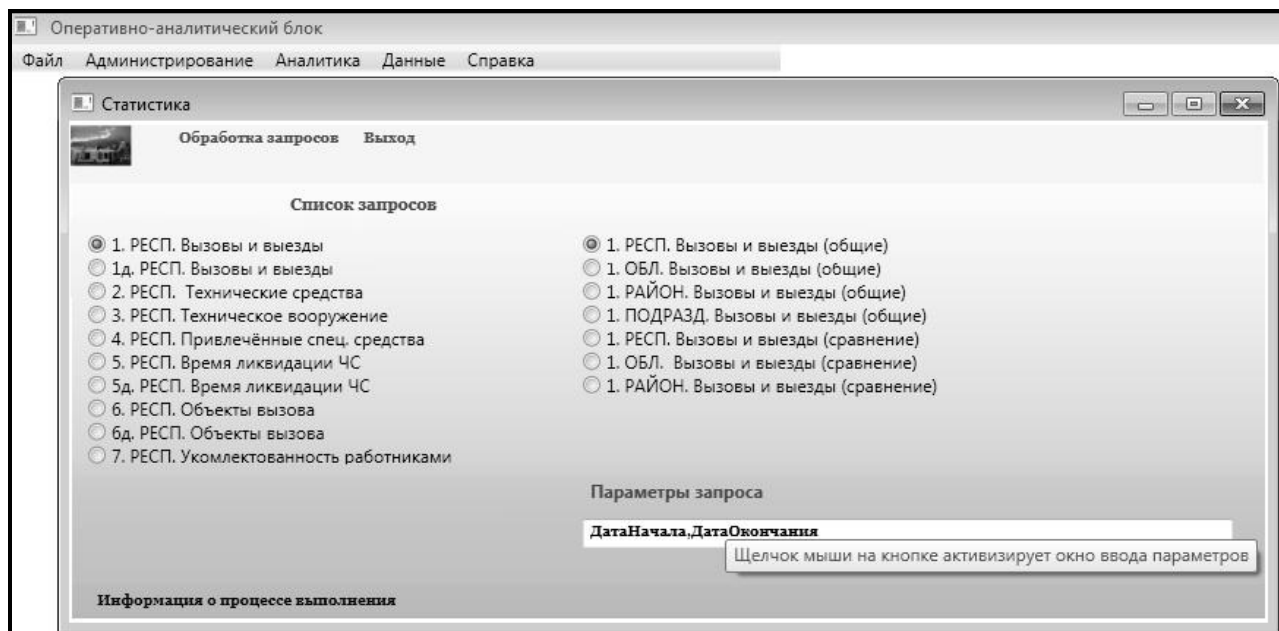 Оперативно-аналитический блок
Файл Администрирование Аналитика Данные Справка
Статистика
Обработка запросов Выход
Список запросов
1. РЕСП. Вызовы и выезды
1д. РЕСП. Вызовы и выезды
2. РЕСП. Технические средства
3. РЕСП. Техническое вооружение
4. РЕСП. Привлечённые спец. средства
5. РЕСП. Время ликвидации ЧС
5д. РЕСП. Время ликвидации ЧС
6. РЕСП. Объекты вызова
6д. РЕСП. Объекты вызова
7. РЕСП. Укомлектованность работниками
1. РЕСП. Вызовы и выезды (общие)
1. ОБЛ. Вызовы и выезды (общие)
1. РАЙОН. Вызовы и выезды (общие)
1. ПОДРАЗД. Вызовы и выезды (общие)
1. РЕСП. Вызовы и выезды (сравнение)
1. ОБЛ. Вызовы и выезды (сравнение)
1. РАЙОН. Вызовы и выезды (сравнение)
Параметры запроса
ДатаНачала,ДатаОкончания
Щелчок мыши на кнопке активизирует окно ввода параметров
Информация о процессе выполнения